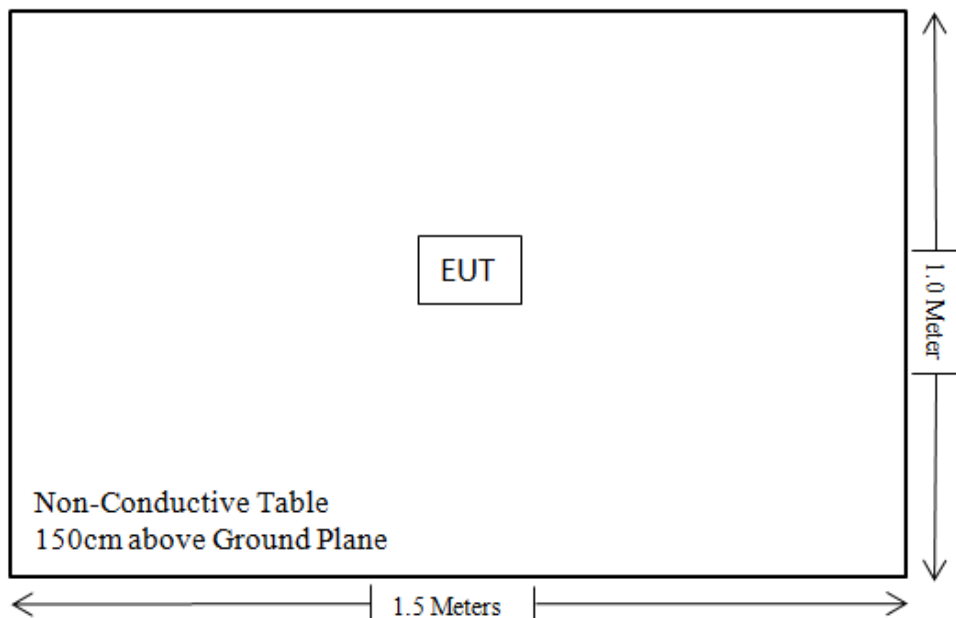 EUT
1.0 Meter
Non-Conductive Table
150cm above Ground Plane
1.5 Meters